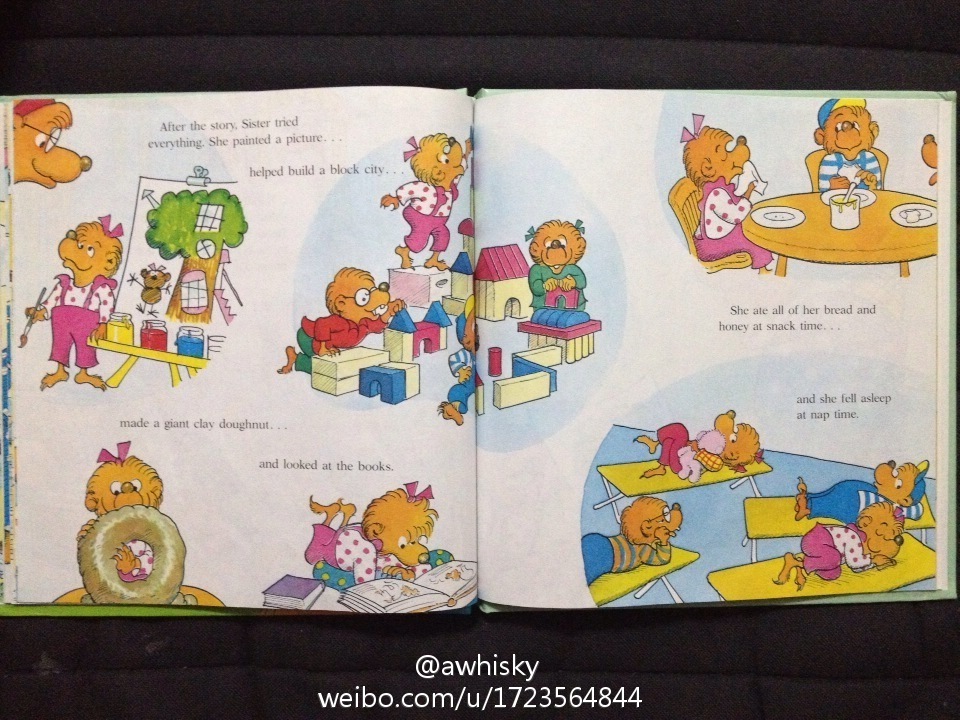 After the story, Sister tried
everything. She painted a picture. . .
helped build a block city. . .
made a giant clay doughnut. . .
and looked at the books.
She ate all of her bread and
honey at snack time. . .
and she fell asleep
at nap time.
@awhisky
weibo.com/u/1723564844